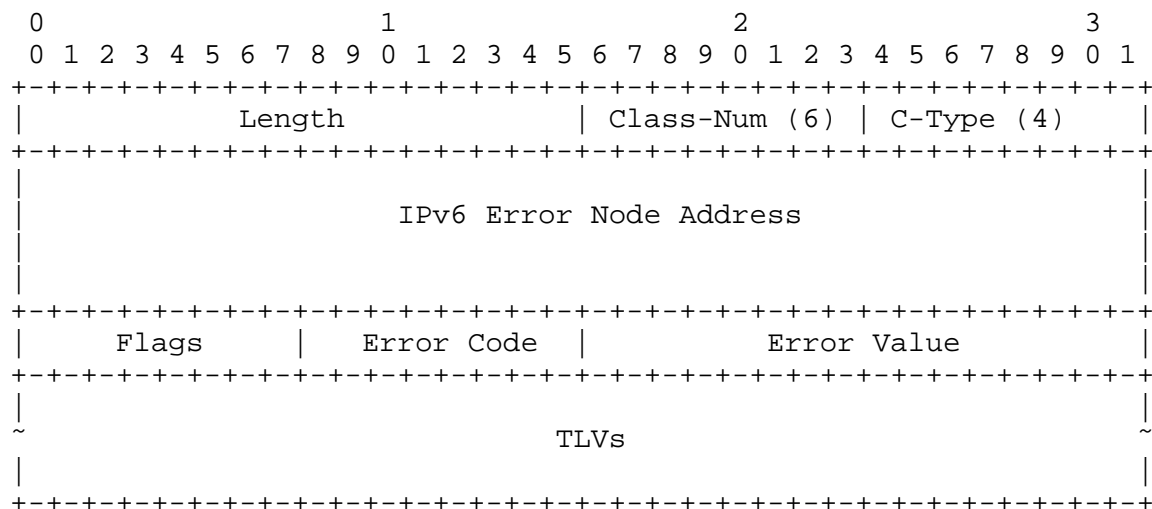 0                   1                   2                   3
 0 1 2 3 4 5 6 7 8 9 0 1 2 3 4 5 6 7 8 9 0 1 2 3 4 5 6 7 8 9 0 1
+-+-+-+-+-+-+-+-+-+-+-+-+-+-+-+-+-+-+-+-+-+-+-+-+-+-+-+-+-+-+-+-+
|            Length             | Class-Num (6) | C-Type (4)    |
+-+-+-+-+-+-+-+-+-+-+-+-+-+-+-+-+-+-+-+-+-+-+-+-+-+-+-+-+-+-+-+-+
|                                                               |
|                     IPv6 Error Node Address                   |
|                                                               |
|                                                               |
+-+-+-+-+-+-+-+-+-+-+-+-+-+-+-+-+-+-+-+-+-+-+-+-+-+-+-+-+-+-+-+-+
|     Flags     |   Error Code  |          Error Value          |
+-+-+-+-+-+-+-+-+-+-+-+-+-+-+-+-+-+-+-+-+-+-+-+-+-+-+-+-+-+-+-+-+
|                                                               |
~                              TLVs                             ~
|                                                               |
+-+-+-+-+-+-+-+-+-+-+-+-+-+-+-+-+-+-+-+-+-+-+-+-+-+-+-+-+-+-+-+-+